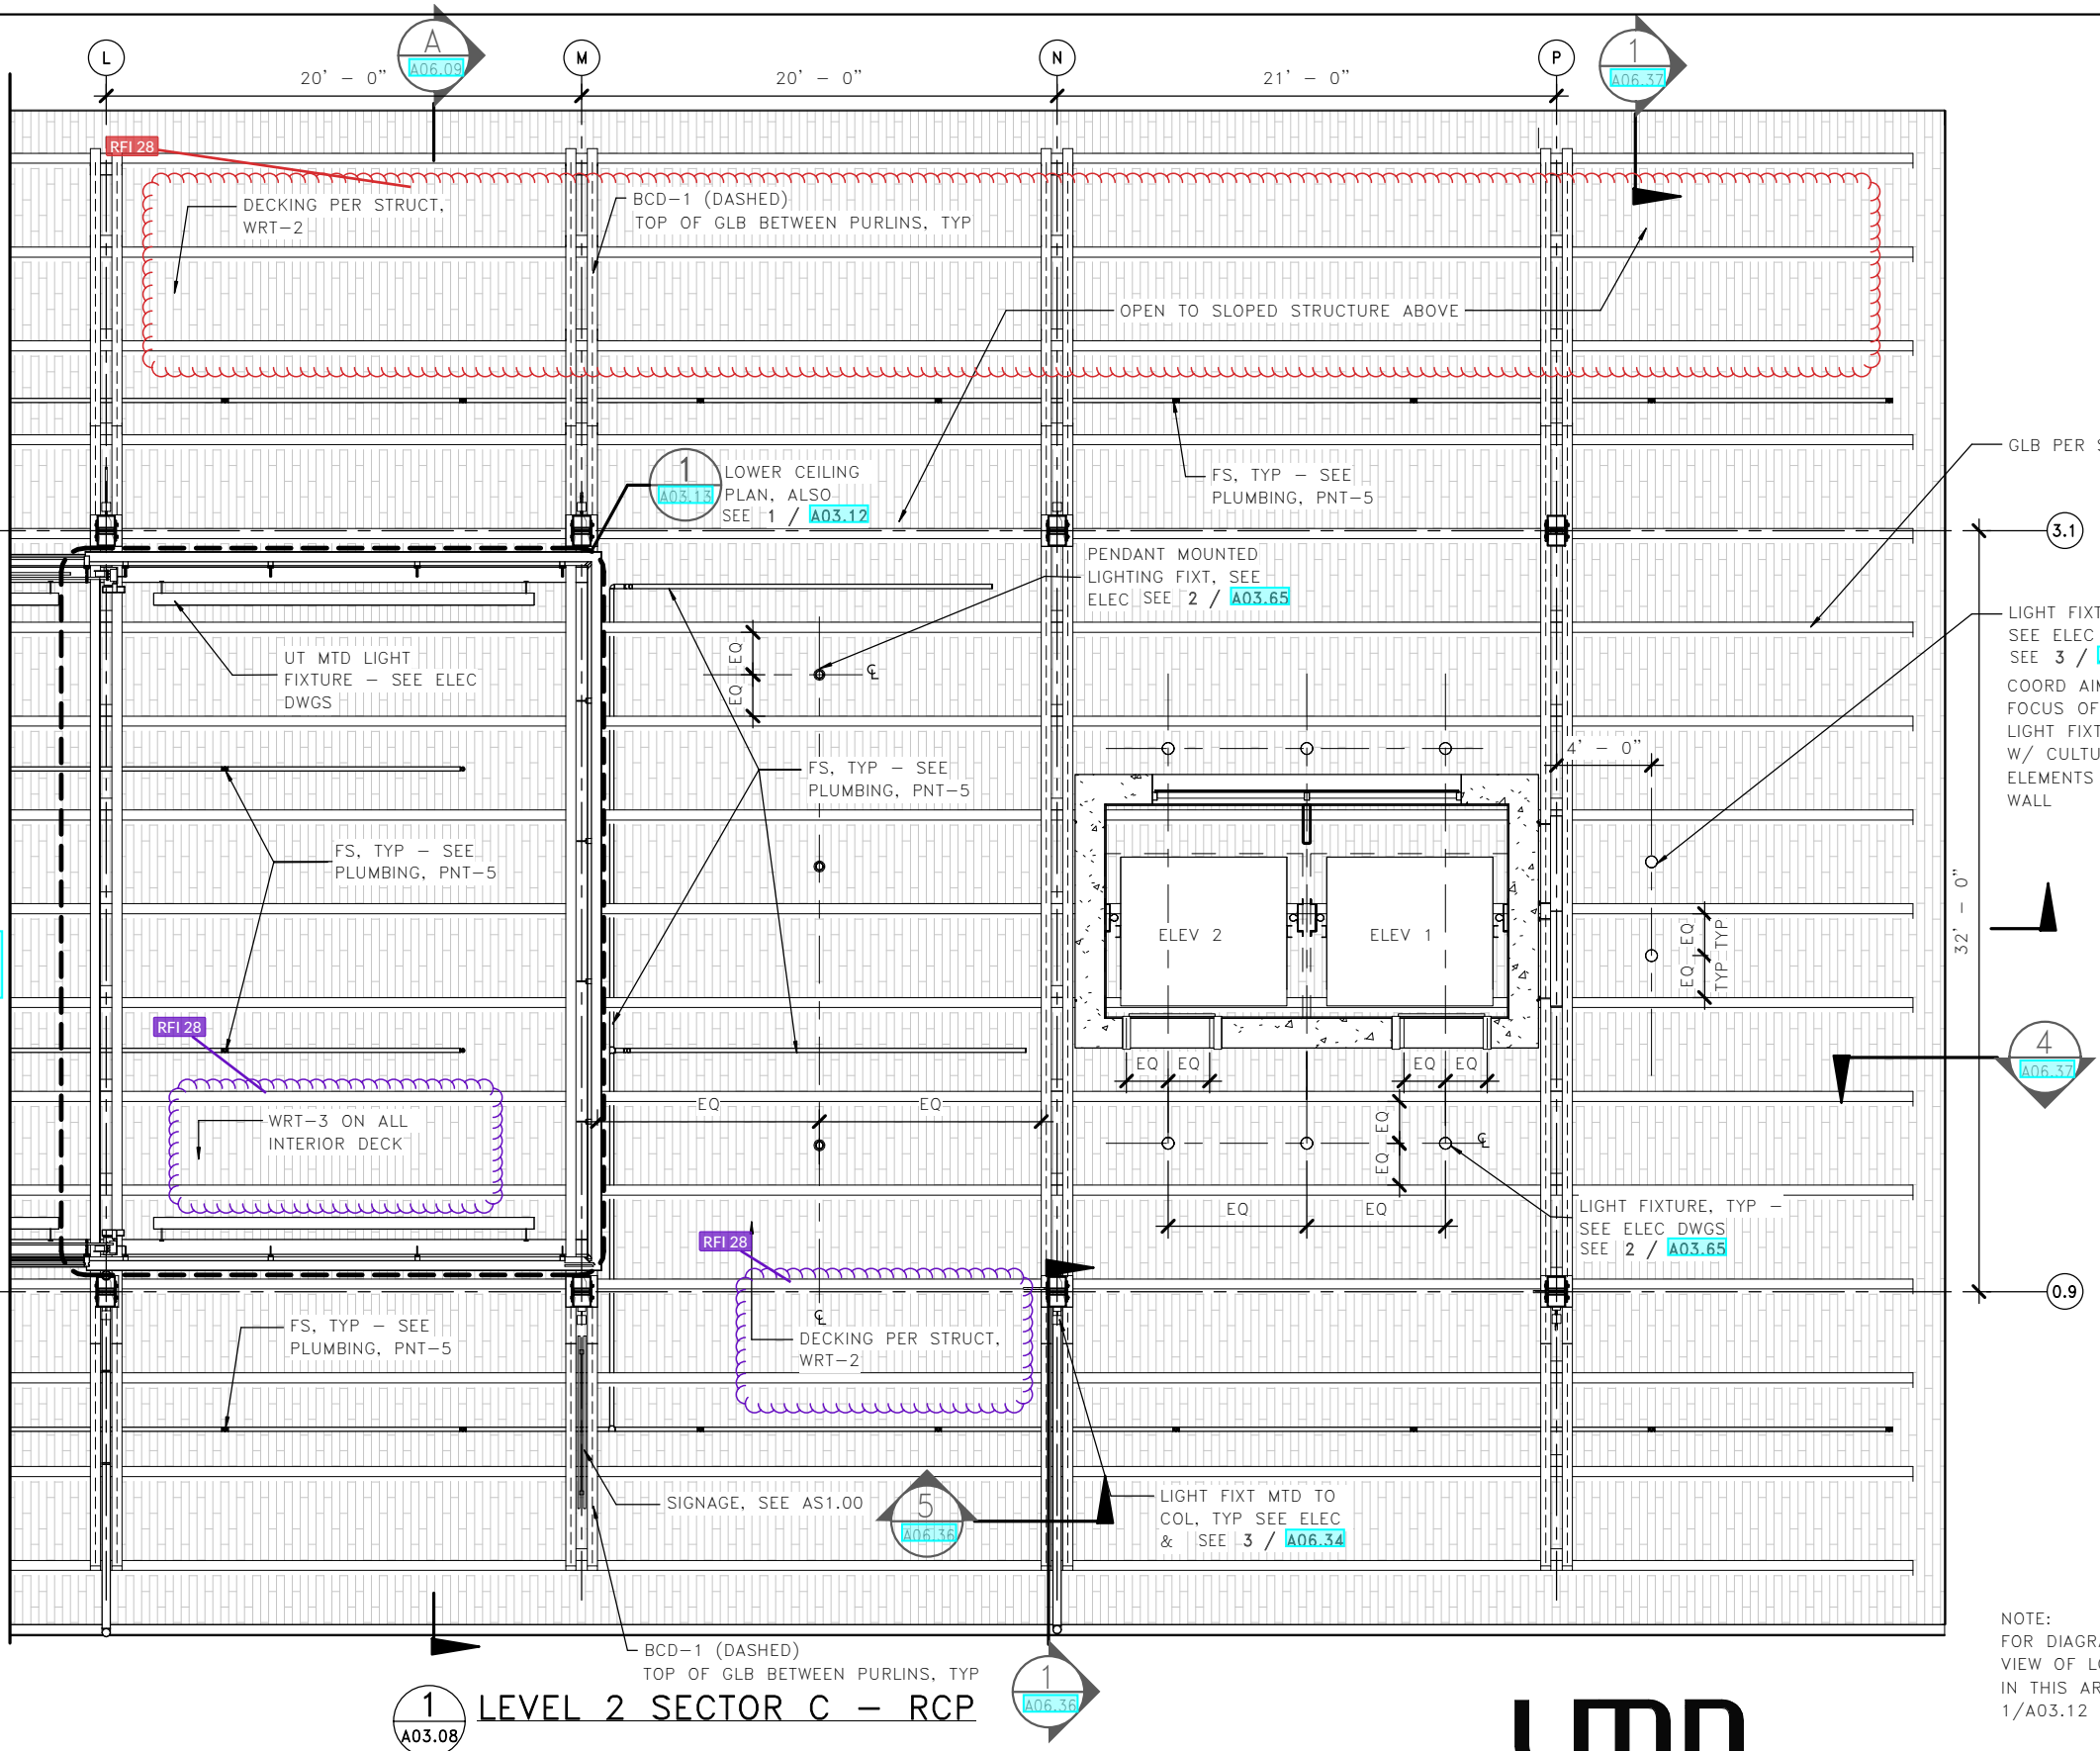 L
20' - 0"
A
A06.09
M
20' - 0"
N
21' - 0"
P
1
A06.37
RFI 28
DECKING PER STRUCT,
WRT-2
BCD-1 (DASHED)
TOP OF GLB BETWEEN PURLINS, TYP
OPEN TO SLOPED STRUCTURE ABOVE
GLB PER
1
A03.13
LOWER CEILING
PLAN, ALSO
SEE 1 / A03.12
FS, TYP - SEE
PLUMBING, PNT-5
3.1
PENDANT MOUNTED
LIGHTING FIXT, SEE
ELEC SEE 2 / A03.65
LIGHT FIXT
SEE ELEC
SEE 3 /
COORD
FOCUS OF
LIGHT FIXT
W/
ELEMENTS
WALL
UT MTD LIGHT
FIXTURE - SEE ELEC
DWGS
EQ
EQ
℄
4' - 0"
FS, TYP - SEE
PLUMBING, PNT-5
FS, TYP - SEE
PLUMBING, PNT-5
ELEV 2
ELEV 1
EQ
TYP
EQ
TYP
32' - 0"
RFI 28
4
A06.37
EQ
EQ
EQ
EQ
WRT-3 ON ALL
INTERIOR DECK
EQ
EQ
EQ
EQ
℄
EQ
EQ
LIGHT FIXTURE, TYP -
SEE ELEC DWGS
SEE 2 / A03.65
RFI 28
0.9
℄
FS, TYP - SEE
PLUMBING, PNT-5
DECKING PER STRUCT,
WRT-2
SIGNAGE, SEE AS1.00
5
A06.36
LIGHT FIXT MTD TO
COL, TYP SEE ELEC
& SEE 3 / A06.34
BCD-1 (DASHED)
TOP OF GLB BETWEEN PURLINS, TYP
1
A06.36
1
A03.08
LEVEL 2 SECTOR C - RCP
NOTE:
FOR
VIEW OF
IN THIS
1/A03.12